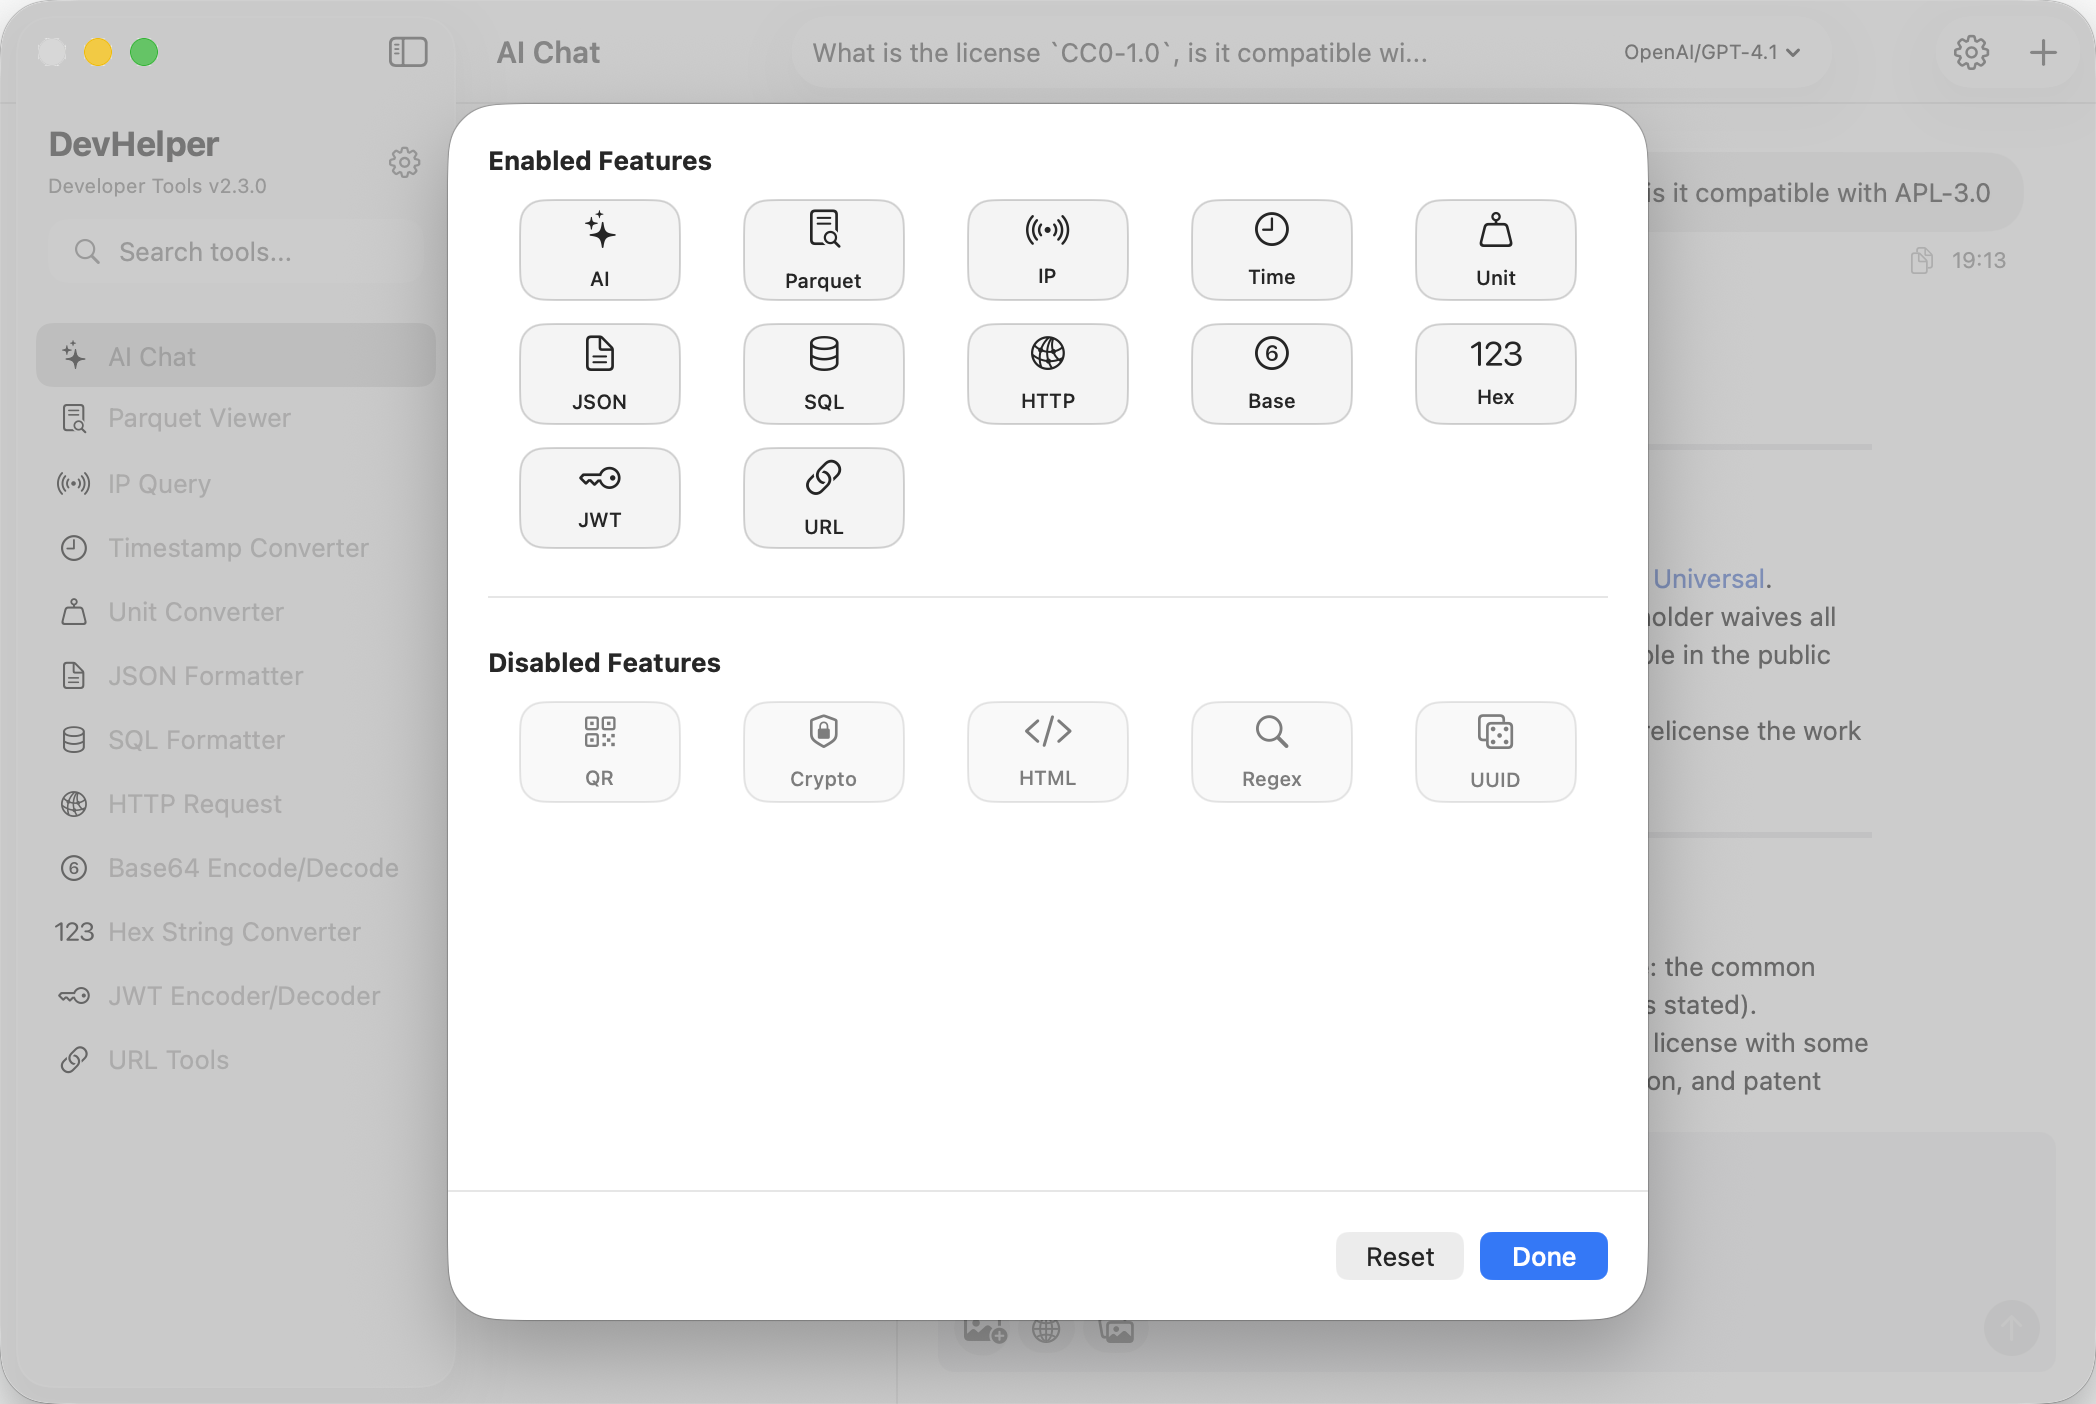 AI Chat
What is the license `CC0-1.0`, is it compatible wi...
OpenAI/GPT-4.1
DevHelper
Developer Tools v2.3.0
Search tools...
AI Chat
Parquet Viewer
IP Query
Timestamp Converter
Unit Converter
JSON Formatter
SQL Formatter
HTTP Request
6 Base64 Encode/Decode
123 Hex String Converter
JWT Encoder/Decoder
URL Tools
Enabled Features
AI
Parquet
IP
Time
Unit
JSON
SQL
HTTP
6
Base
123
Hex
JWT
URL
Disabled Features
QR
Crypto
</>
HTML
Regex
UUID
Reset
Done
is it compatible with APL-3.0
19:13
Universal.
older waives all
in the public
relicense the work
: the common
stated).
license with some
and patent